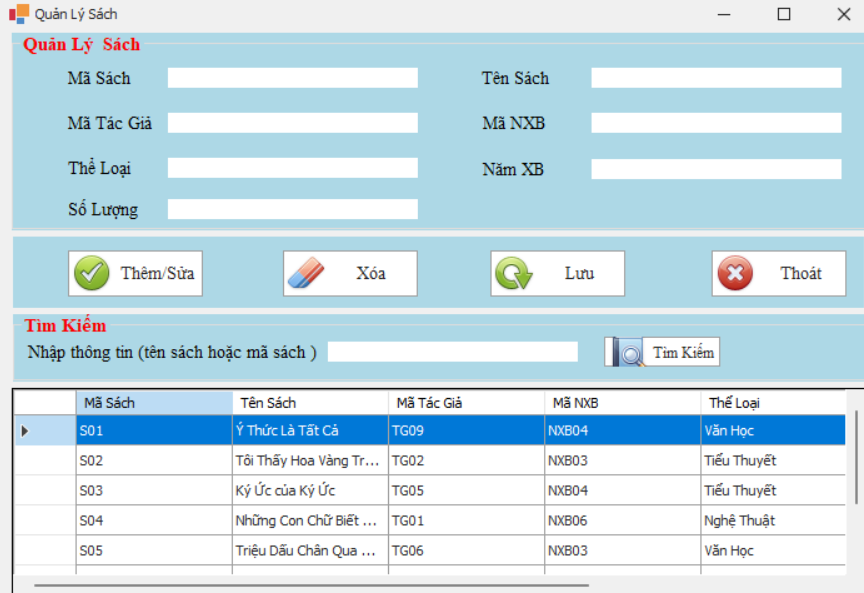 Quản Lý Sách
Quản Lý Sách
Mã Sách Tên Sách
Mã Tác Giả Mã NXB
Thể Loại Năm XB
Số Lượng
Thêm/Sửa Xóa Lưu Thoát
Tìm Kiếm
Nhập thông tin (tên sách hoặc mã sách ) Tìm Kiếm
Mã Sách Tên Sách Mã Tác Giả Mã NXB Thể Loại
S01 Ý Thức Là Tất Cả TG09 NXB04 Văn Học
S02 Tôi Thấy Hoa Vàng Tr... TG02 NXB03 Tiểu Thuyết
S03 Ký Ức của Ký Ức TG05 NXB04 Tiểu Thuyết
S04 Những Con Chữ Biết ... TG01 NXB06 Nghệ Thuật
S05 Triệu Dấu Chân Qua ... TG06 NXB03 Văn Học